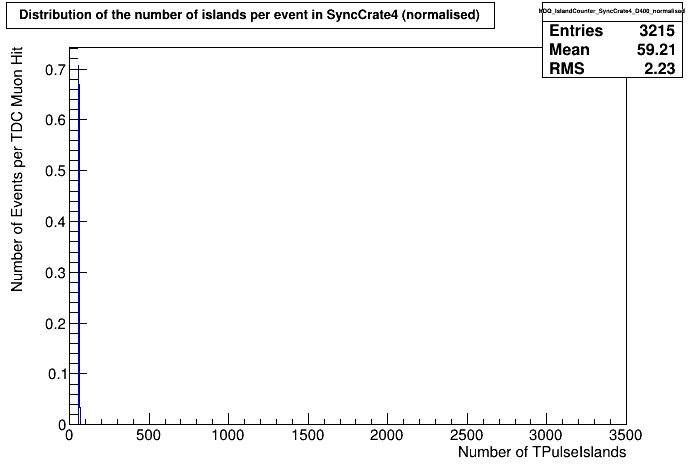 Distribution of the number of islands per event in SyncCrate4 (normalised)
hDQ_IslandCounter_SyncCrate4_D400_normalised
Entries 3215
Mean 59.21
RMS 2.23
Number of Events per TDC Muon Hit
0.7
0.6
0.5
0.4
0.3
0.2
0.1
0
0 500 1000 1500 2000 2500 3000 3500
Number of TPulseIslands